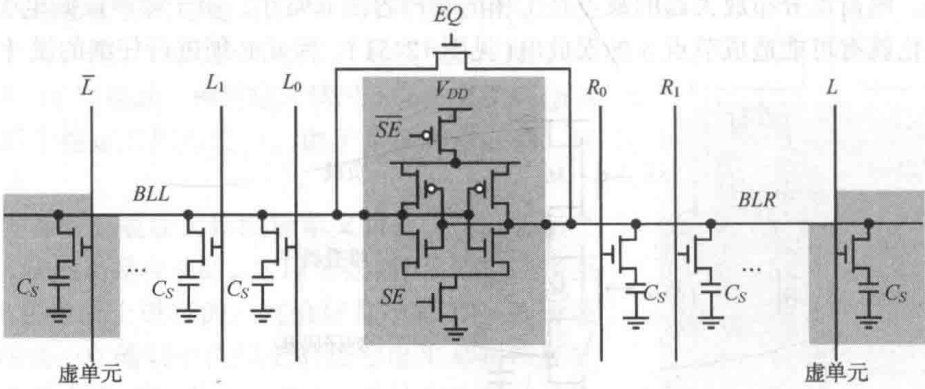 EQ
L̅ L₁ L₀ V_DD R₀ R₁ L
S̅E̅
BLL BLR
C_S ... C_S C_S SE C_S C_S ... C_S
虚单元 虚单元